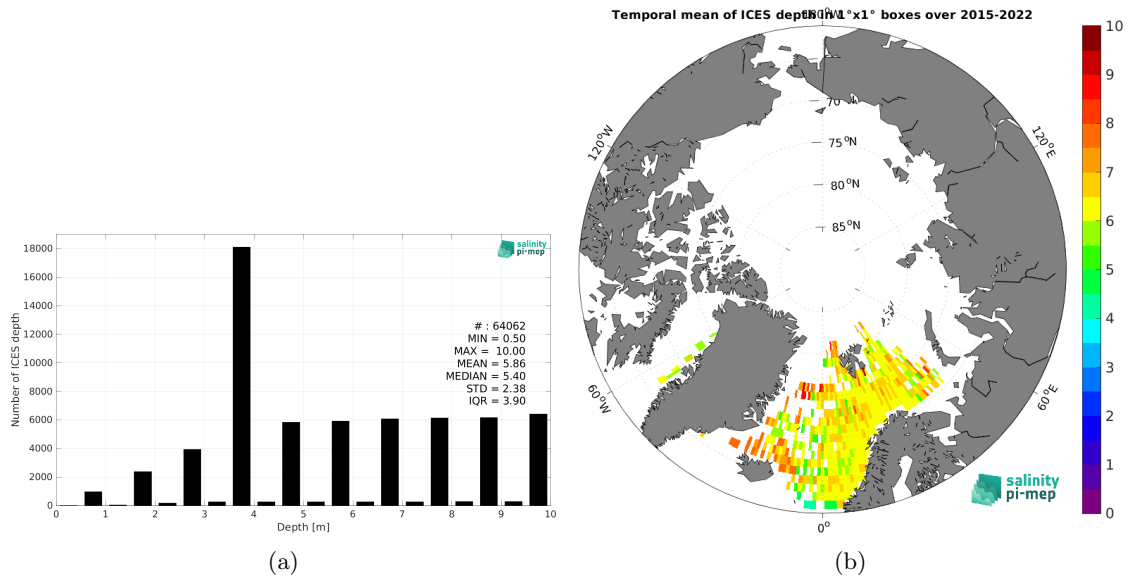 18000
16000
14000
12000
10000
8000
6000
4000
2000
0
Number of ICES depth
0 1 2 3 4 5 6 7 8 9 10
Depth [m]
salinity
pi-mep
# : 64062
MIN = 0.50
MAX = 10.00
MEAN = 5.86
MEDIAN = 5.40
STD = 2.38
IQR = 3.90
(a)
Temporal mean of ICES depth in 1°x1° boxes over 2015-2022
180°W
120°W
120°E
70°N
75°N
80°N
85°N
60°W
60°E
0°
salinity
pi-mep
10
9
8
7
6
5
4
3
2
1
0
(b)